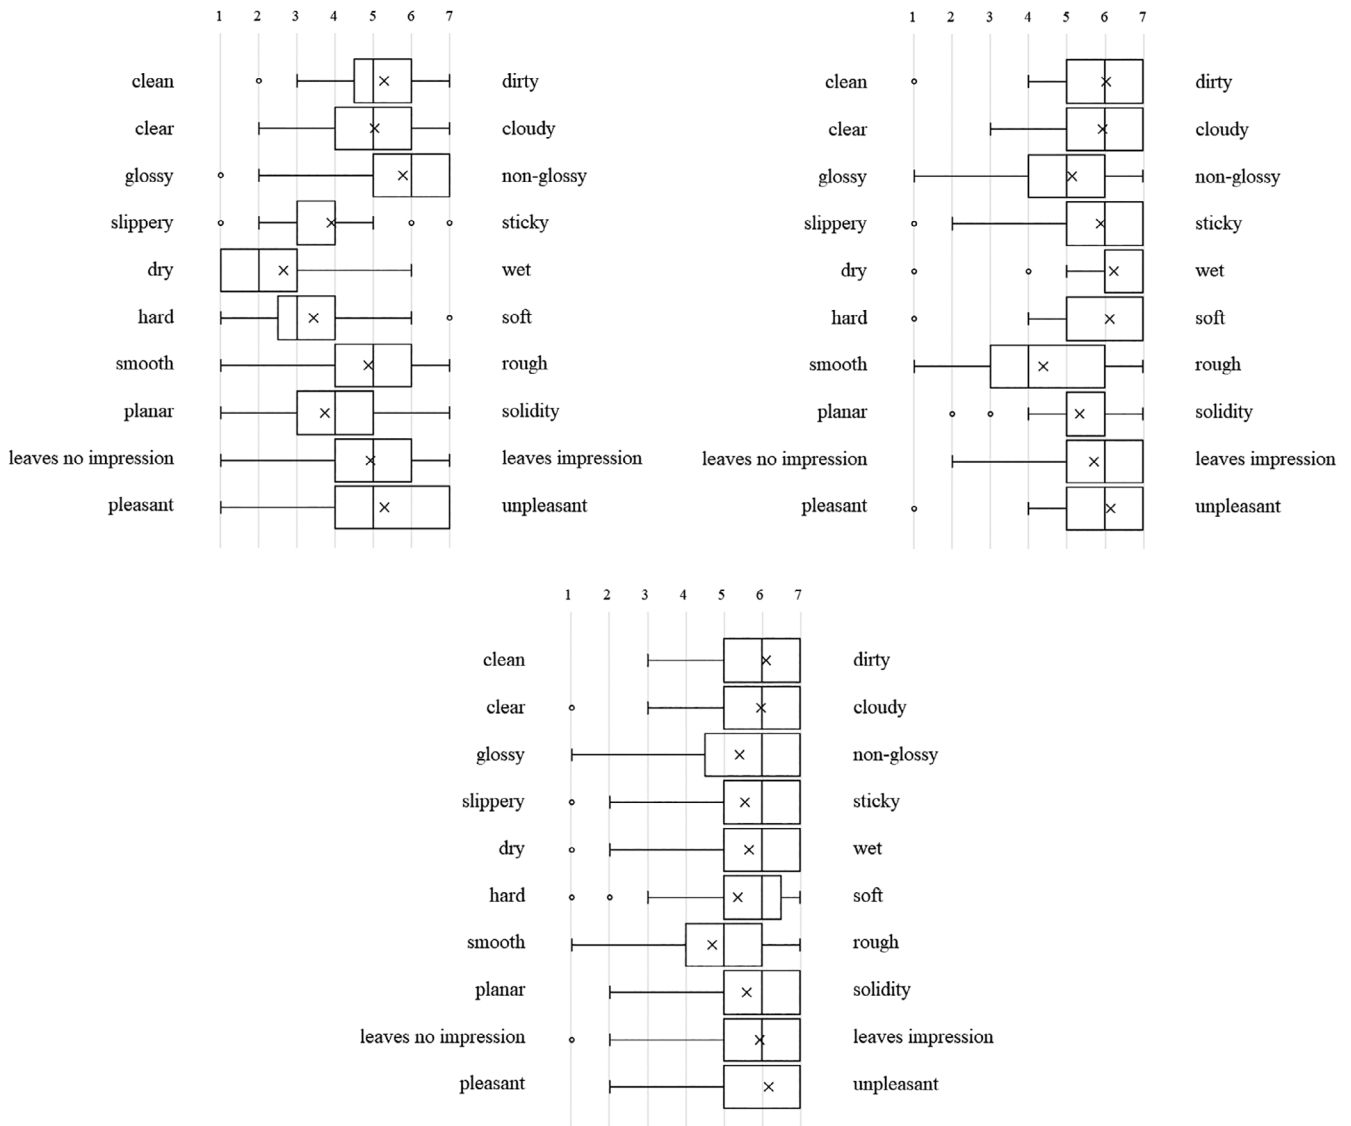 1 2 3 4 5 6 7
clean dirty
clear cloudy
glossy non-glossy
slippery sticky
dry wet
hard soft
smooth rough
planar solidity
leaves no impression leaves impression
pleasant unpleasant
1 2 3 4 5 6 7
clean dirty
clear cloudy
glossy non-glossy
slippery sticky
dry wet
hard soft
smooth rough
planar solidity
leaves no impression leaves impression
pleasant unpleasant
1 2 3 4 5 6 7
clean dirty
clear cloudy
glossy non-glossy
slippery sticky
dry wet
hard soft
smooth rough
planar solidity
leaves no impression leaves impression
pleasant unpleasant